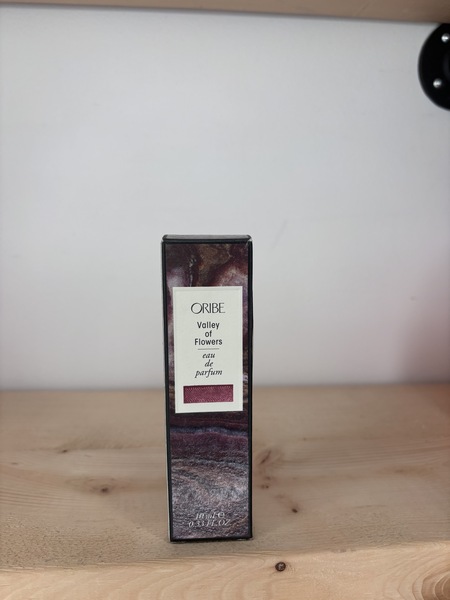 ORIBE
Valley
of
Flowers
eau
de
parfum
10 mL ℮
0.33 FL.OZ